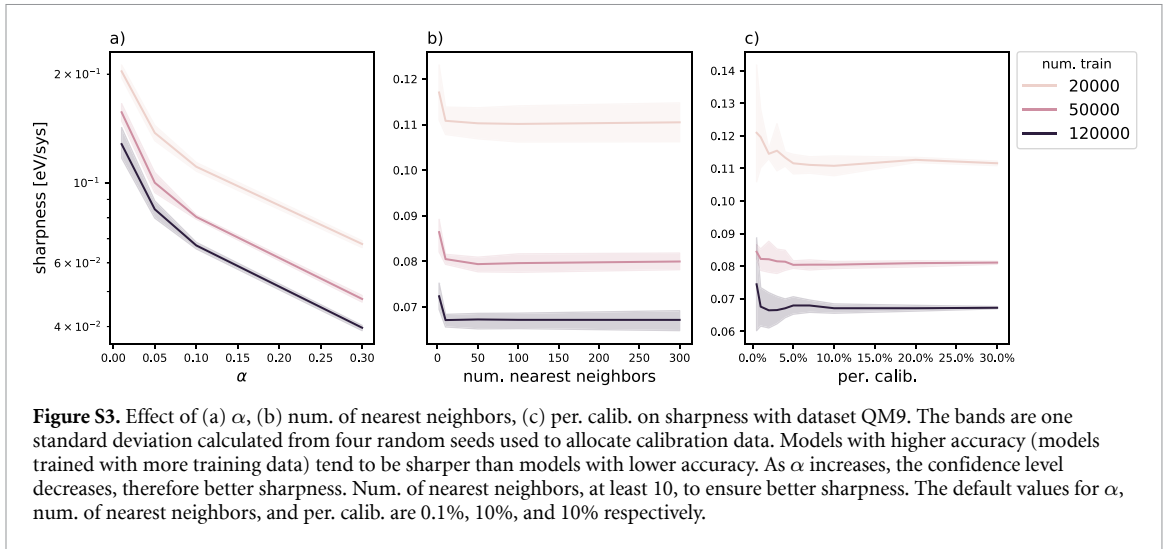 a)
b)
c)
sharpness [eV/sys]
2 × 10⁻¹
10⁻¹
6 × 10⁻²
4 × 10⁻²
0.00 0.05 0.10 0.15 0.20 0.25 0.30
α
0.12
0.11
0.10
0.09
0.08
0.07
0 50 100 150 200 250 300
num. nearest neighbors
0.14
0.13
0.12
0.11
0.10
0.09
0.08
0.07
0.06
0.0% 5.0% 10.0% 15.0% 20.0% 25.0% 30.0%
per. calib.
num. train
20000
50000
120000
Figure S3. Effect of (a) α, (b) num. of nearest neighbors, (c) per. calib. on sharpness with dataset QM9. The bands are one
standard deviation calculated from four random seeds used to allocate calibration data. Models with higher accuracy (models
trained with more training data) tend to be sharper than models with lower accuracy. As α increases, the confidence level
decreases, therefore better sharpness. Num. of nearest neighbors, at least 10, to ensure better sharpness. The default values for α,
num. of nearest neighbors, and per. calib. are 0.1%, 10%, and 10% respectively.